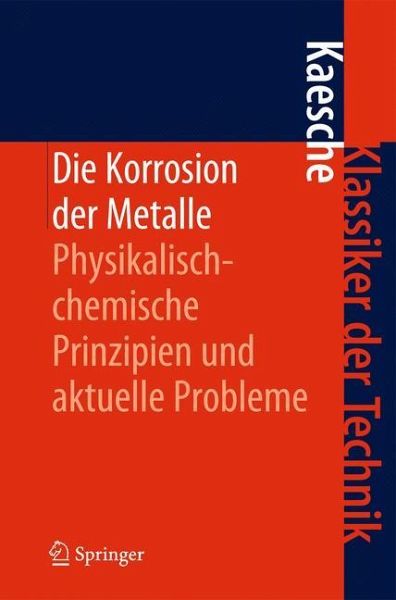 Kaesche
Klassiker der Technik
Die Korrosion
der Metalle
Physikalisch-
chemische
Prinzipien und
aktuelle Probleme
Springer